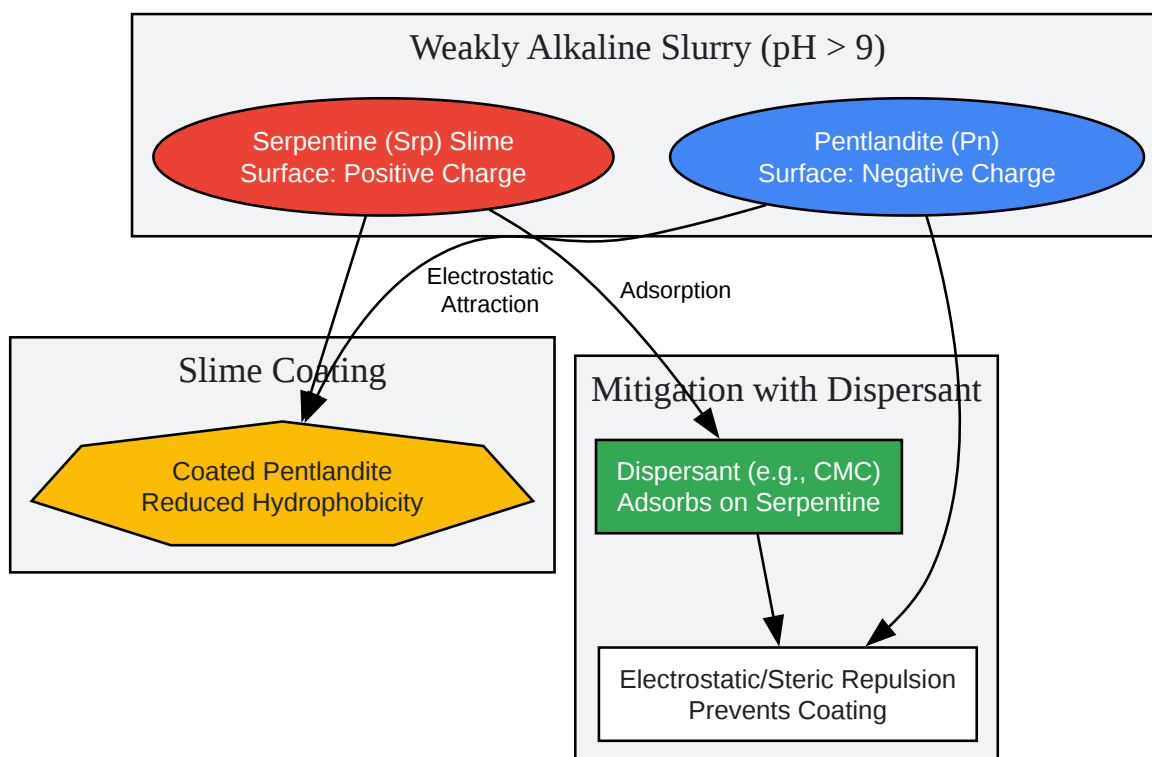 Weakly Alkaline Slurry (pH > 9)
Serpentine (Srp) Slime
Surface: Positive Charge
Pentlandite (Pn)
Surface: Negative Charge
Electrostatic
Attraction
Adsorption
Slime Coating
Coated Pentlandite
Reduced Hydrophobicity
Mitigation with Dispersant
Dispersant (e.g., CMC)
Adsorbs on Serpentine
Electrostatic/Steric Repulsion
Prevents Coating